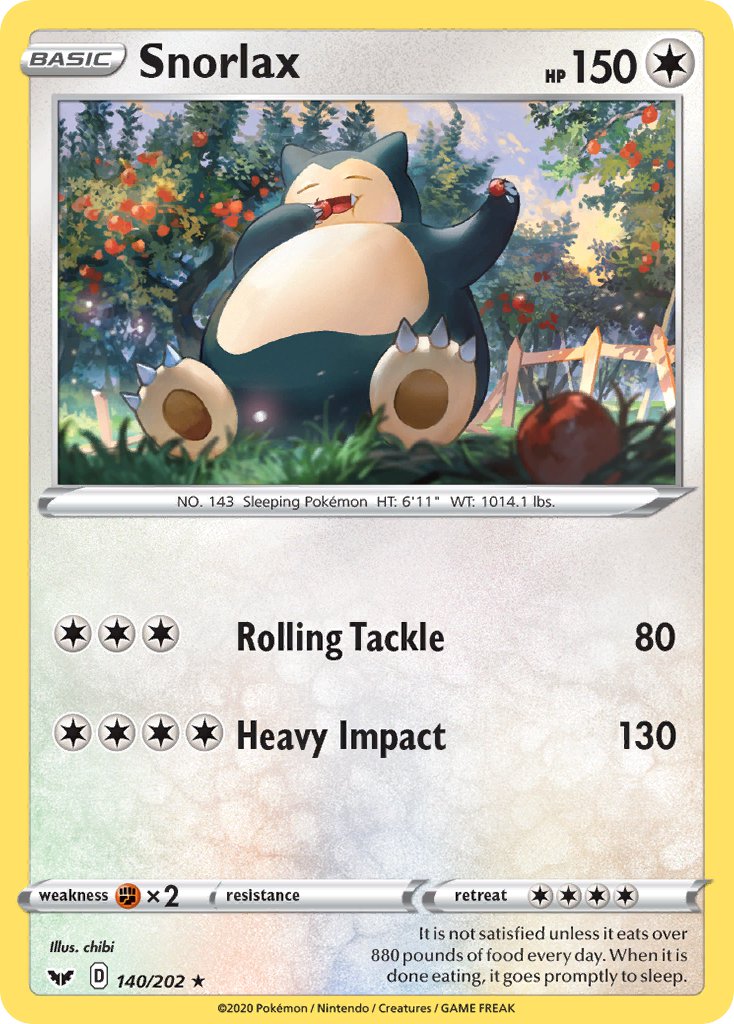 BASIC Snorlax HP 150
NO. 143 Sleeping Pokémon HT: 6'11" WT: 1014.1 lbs.
Rolling Tackle 80
Heavy Impact 130
weakness ×2 resistance retreat
Illus. chibi
It is not satisfied unless it eats over
880 pounds of food every day. When it is
done eating, it goes promptly to sleep.
D 140/202 ★
©2020 Pokémon / Nintendo / Creatures / GAME FREAK